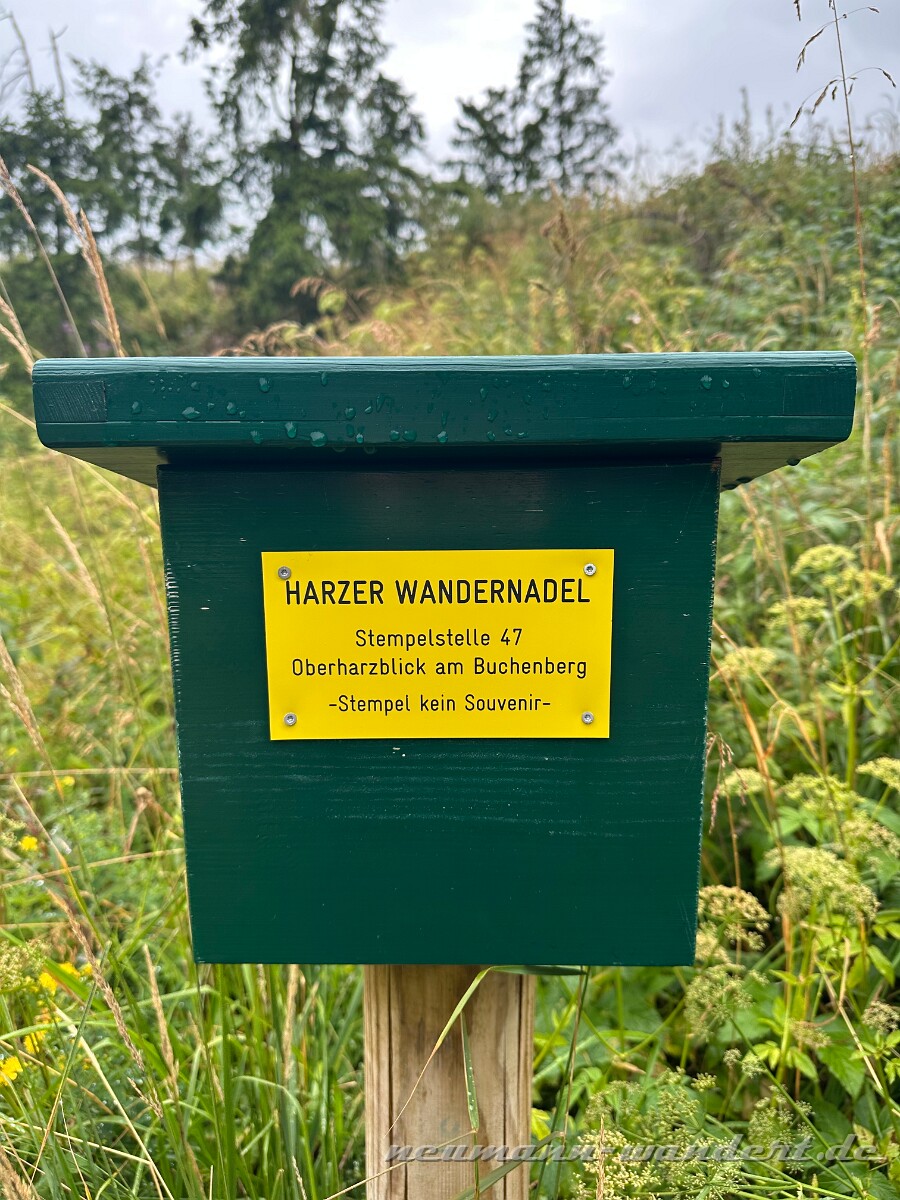 HARZER WANDERNADEL
Stempelstelle 47
Oberharzblick am Buchenberg
-Stempel kein Souvenir-
neumann-wandert.de